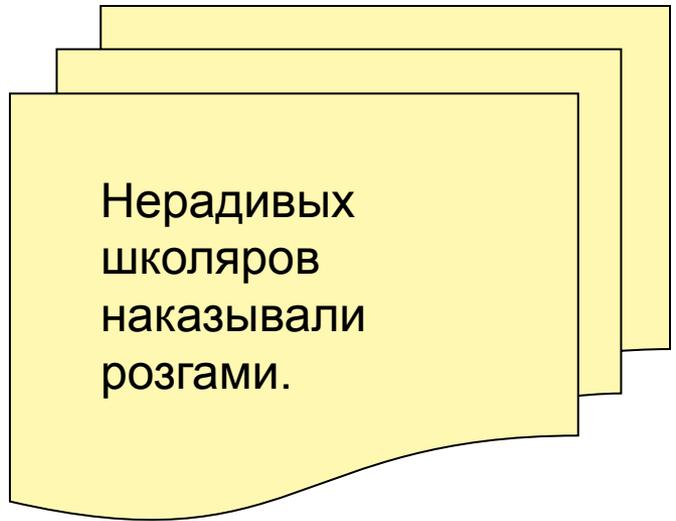 Нерадивых
школяров
наказывали
розгами.